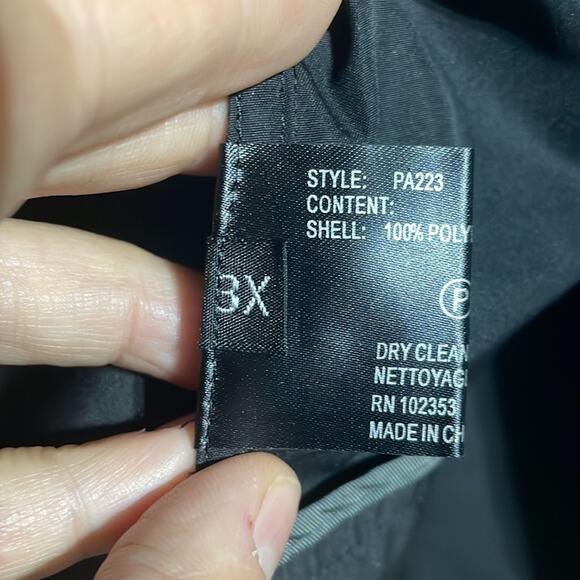 STYLE: PA223
CONTENT:
SHELL: 100% POLY
3X
P
DRY CLEAN
NETTOYAG
RN 102353
MADE IN CH